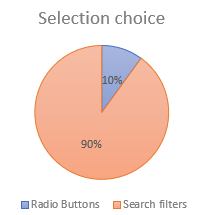 Selection choice
10%
90%
Radio Buttons
Search filters